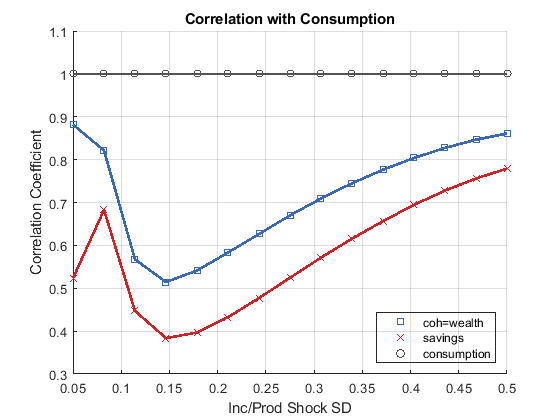 Correlation with Consumption
1.1
1
0.9
0.8
0.7
0.6
0.5
0.4
0.3
Correlation Coefficient
coh=wealth
savings
consumption
0.05 0.1 0.15 0.2 0.25 0.3 0.35 0.4 0.45 0.5
Inc/Prod Shock SD